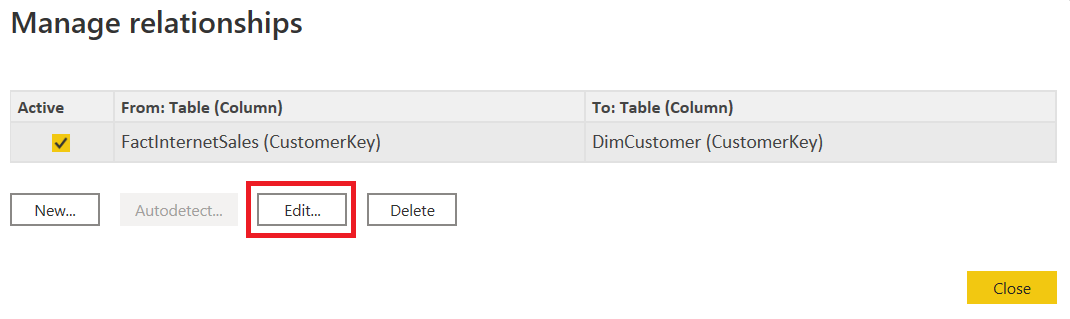 Manage relationships
Active From: Table (Column) To: Table (Column)
FactInternetSales (CustomerKey) DimCustomer (CustomerKey)
New... Autodetect... Edit... Delete
Close